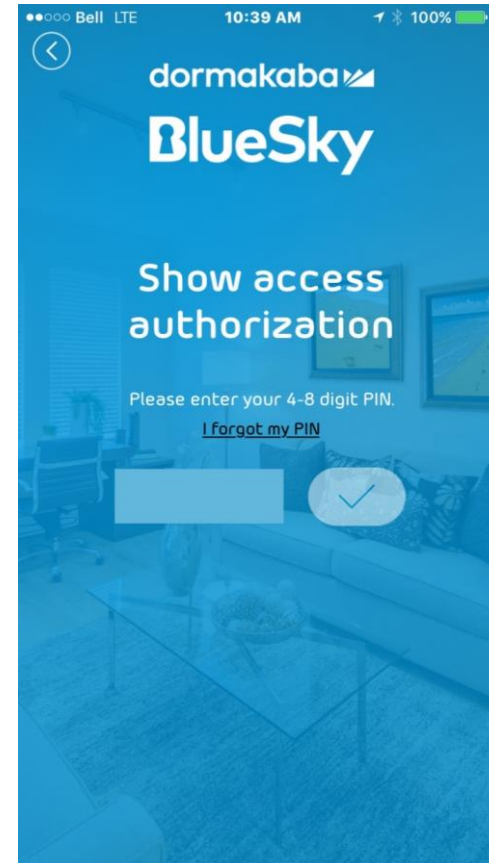 Bell LTE 10:39 AM 100%
dormakaba
BlueSky
Show access
authorization
Please enter your 4-8 digit PIN.
I forgot my PIN